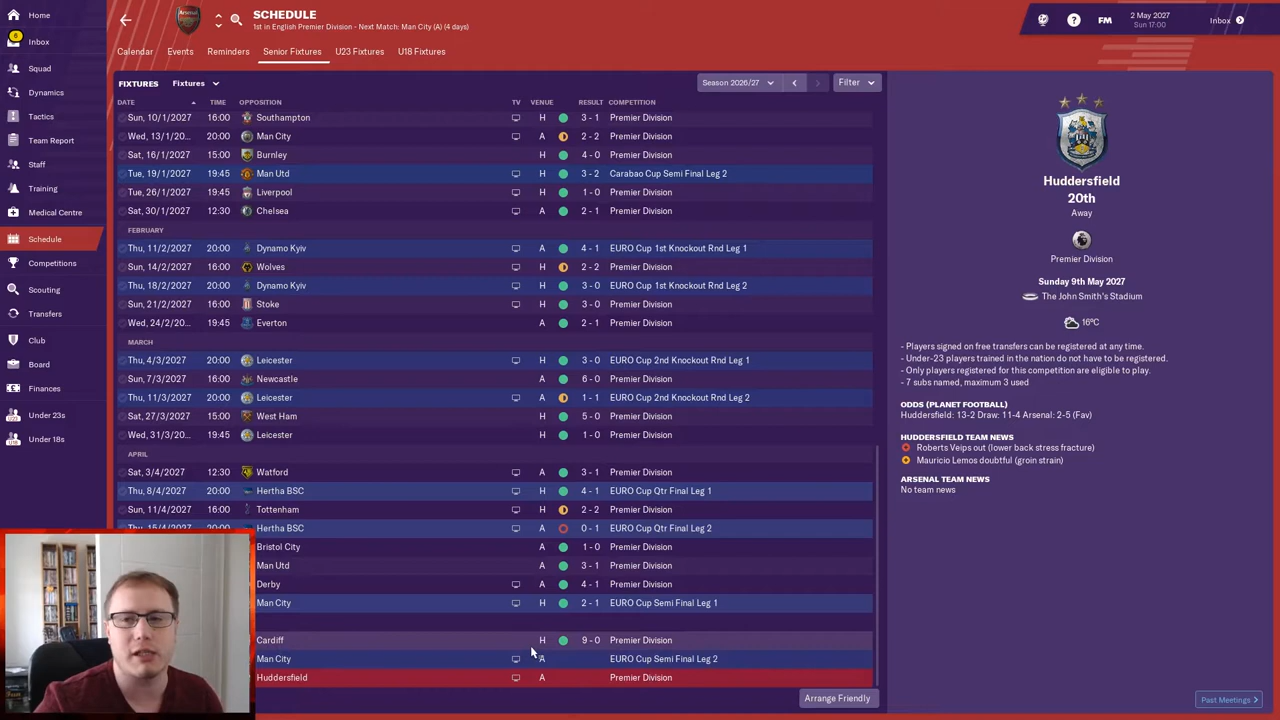 SCHEDULE
1st in English Premier Division - Next Match: Man City (A) (4 days)
FM
2 May 2027
Sun 17:00
Inbox
Home
6
Inbox
Squad
Dynamics
Tactics
Team Report
Staff
Training
Medical Centre
Schedule
Competitions
Scouting
Transfers
Club
Board
Finances
Under 23s
Under 18s
Calendar Events Reminders Senior Fixtures U23 Fixtures U18 Fixtures
FIXTURES Fixtures Season 2026/27 Filter
DATE TIME OPPOSITION TV VENUE RESULT COMPETITION
Sun, 10/1/2027 16:00 Southampton H 3 - 1 Premier Division
Wed, 13/1/20... 20:00 Man City A 2 - 2 Premier Division
Sat, 16/1/2027 15:00 Burnley H 4 - 0 Premier Division
Tue, 19/1/2027 19:45 Man Utd H 3 - 2 Carabao Cup Semi Final Leg 2
Tue, 26/1/2027 19:45 Liverpool H 1 - 0 Premier Division
Sat, 30/1/2027 12:30 Chelsea A 2 - 1 Premier Division
FEBRUARY
Thu, 11/2/2027 20:00 Dynamo Kyiv A 4 - 1 EURO Cup 1st Knockout Rnd Leg 1
Sun, 14/2/2027 16:00 Wolves H 2 - 2 Premier Division
Thu, 18/2/2027 20:00 Dynamo Kyiv H 3 - 0 EURO Cup 1st Knockout Rnd Leg 2
Sun, 21/2/2027 16:00 Stoke H 3 - 0 Premier Division
Wed, 24/2/20... 19:45 Everton A 2 - 1 Premier Division
MARCH
Thu, 4/3/2027 20:00 Leicester H 3 - 0 EURO Cup 2nd Knockout Rnd Leg 1
Sun, 7/3/2027 16:00 Newcastle A 6 - 0 Premier Division
Thu, 11/3/2027 20:00 Leicester A 1 - 1 EURO Cup 2nd Knockout Rnd Leg 2
Sat, 27/3/2027 15:00 West Ham H 5 - 0 Premier Division
Wed, 31/3/20... 19:45 Leicester H 1 - 0 Premier Division
APRIL
Sat, 3/4/2027 12:30 Watford A 3 - 1 Premier Division
Thu, 8/4/2027 20:00 Hertha BSC H 4 - 1 EURO Cup Qtr Final Leg 1
Sun, 11/4/2027 16:00 Tottenham H 2 - 2 Premier Division
Thu, 15/4/2027 20:00 Hertha BSC A 0 - 1 EURO Cup Qtr Final Leg 2
Bristol City A 1 - 0 Premier Division
Man Utd A 3 - 1 Premier Division
Derby A 4 - 1 Premier Division
Man City H 2 - 1 EURO Cup Semi Final Leg 1
Cardiff H 9 - 0 Premier Division
Man City A EURO Cup Semi Final Leg 2
Huddersfield A Premier Division
Arrange Friendly
Huddersfield
20th
Away
Premier Division
Sunday 9th May 2027
The John Smith's Stadium
16°C
- Players signed on free transfers can be registered at any time.
- Under-23 players trained in the nation do not have to be registered.
- Only players registered for this competition are eligible to play.
- 7 subs named, maximum 3 used
ODDS (PLANET FOOTBALL)
Huddersfield: 13-2 Draw: 11-4 Arsenal: 2-5 (Fav)
HUDDERSFIELD TEAM NEWS
Roberts Veips out (lower back stress fracture)
Mauricio Lemos doubtful (groin strain)
ARSENAL TEAM NEWS
No team news
Past Meetings